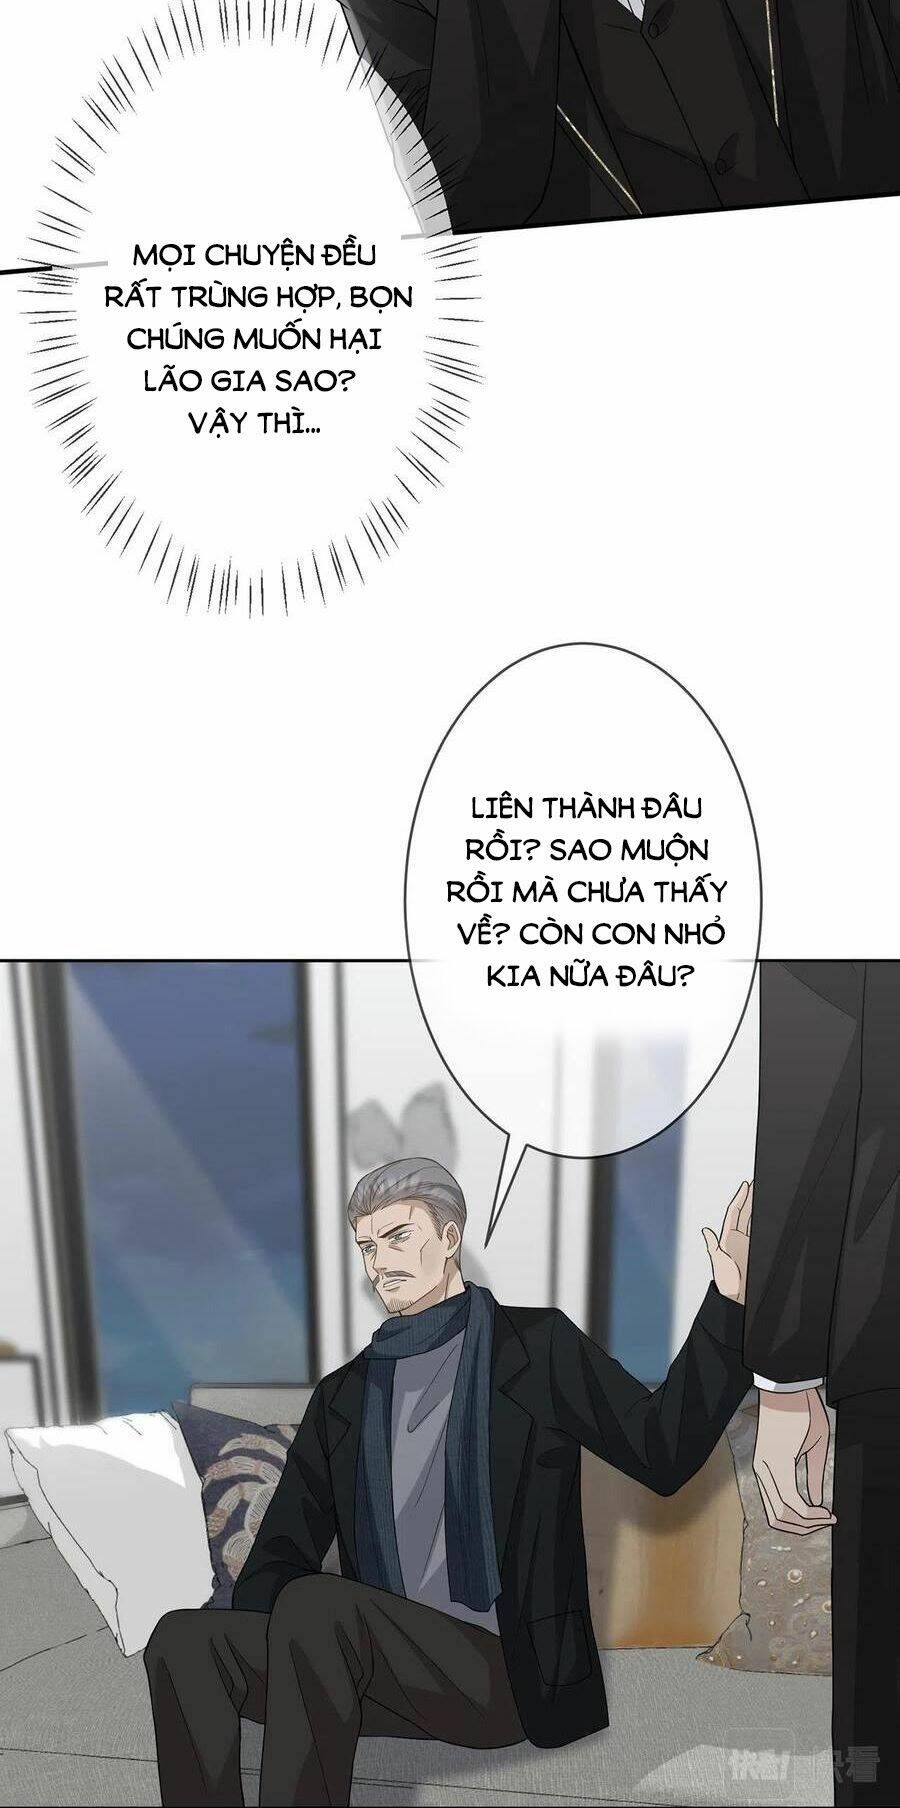 MỌI CHUYỆN ĐỀU
RẤT TRÙNG HỢP, BỌN
CHÚNG MUỐN HẠI
LÃO GIA SAO?
VẬY THÌ...
LIÊN THÀNH ĐÂU
RỒI? SAO MUỘN
RỒI MÀ CHƯA THẤY
VỀ? CÒN CON NHỎ
KIA NỮA ĐÂU?